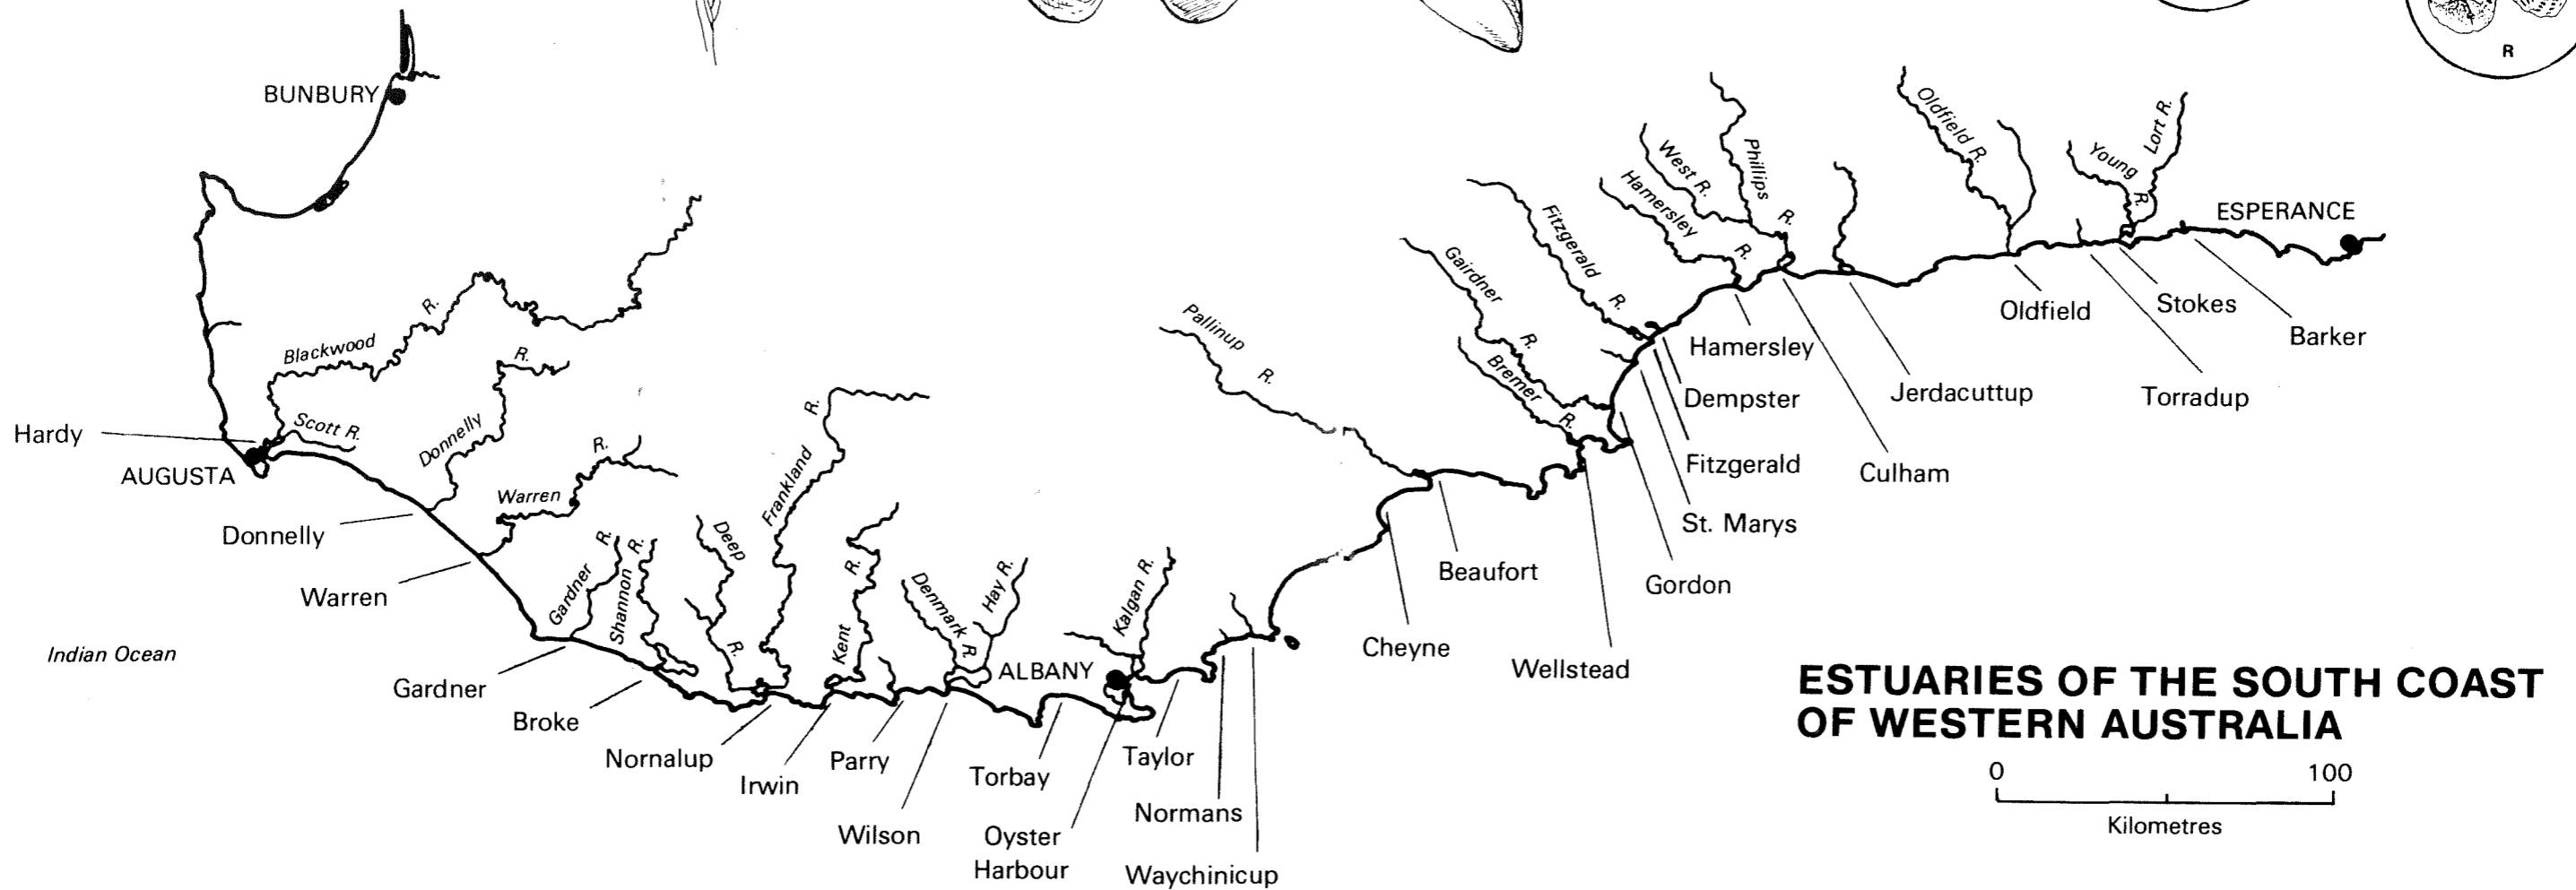 R
BUNBURY
Blackwood R.
Scott R.
Hardy
AUGUSTA
Donnelly R.
Donnelly
Warren R.
Warren
Gardner R.
Shannon R.
Deep R.
Frankland R.
Kent R.
Denmark R.
Hay R.
Kalgan R.
ALBANY
Indian Ocean
Gardner
Broke
Nornalup
Irwin
Parry
Wilson
Torbay
Oyster
Harbour
Taylor
Normans
Waychinicup
Pallinup R.
Cheyne
Beaufort
Wellstead
Gordon
St. Marys
Fitzgerald
Dempster
Hamersley
Culham
Jerdacuttup
Oldfield
Torradup
Stokes
Barker
ESPERANCE
Bremer R.
Gairdner R.
Fitzgerald R.
Hamersley R.
West R.
Phillips R.
Oldfield R.
Young R.
Lort R.
ESTUARIES OF THE SOUTH COAST
OF WESTERN AUSTRALIA
0 100
Kilometres